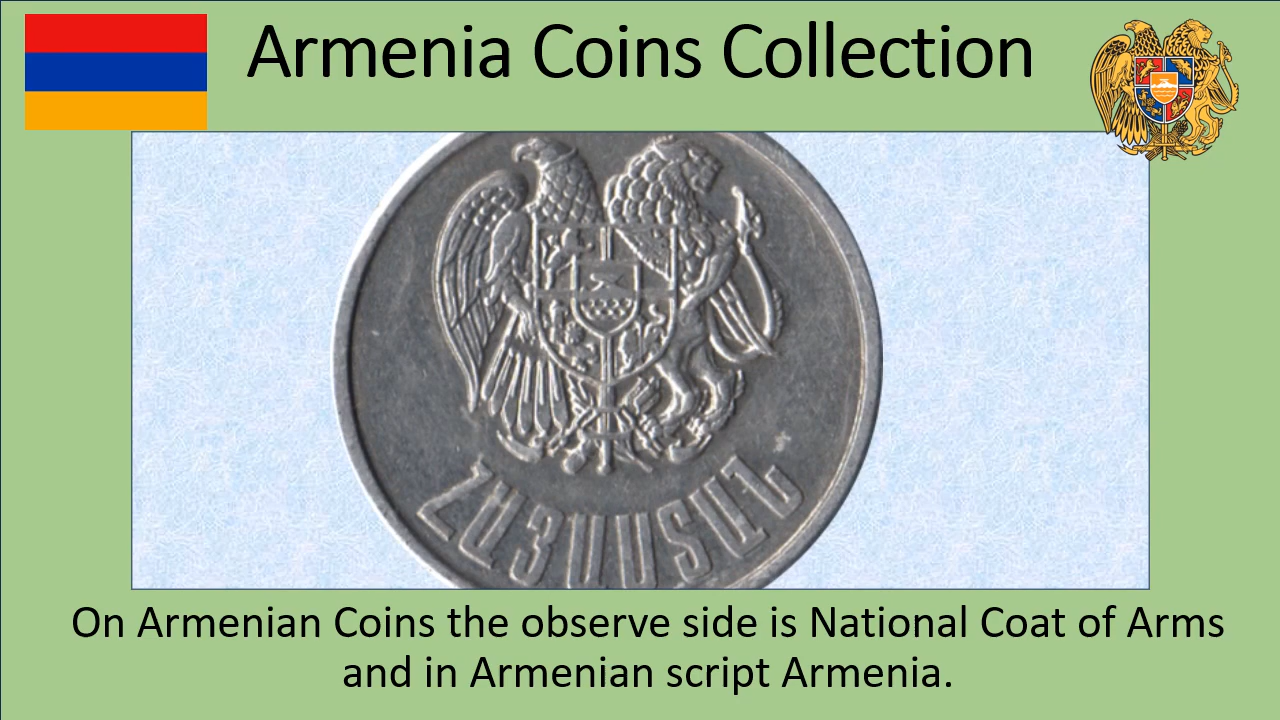 Armenia Coins Collection
ՀԱՅԱՍՏԱՆ
On Armenian Coins the observe side is National Coat of Arms
and in Armenian script Armenia.